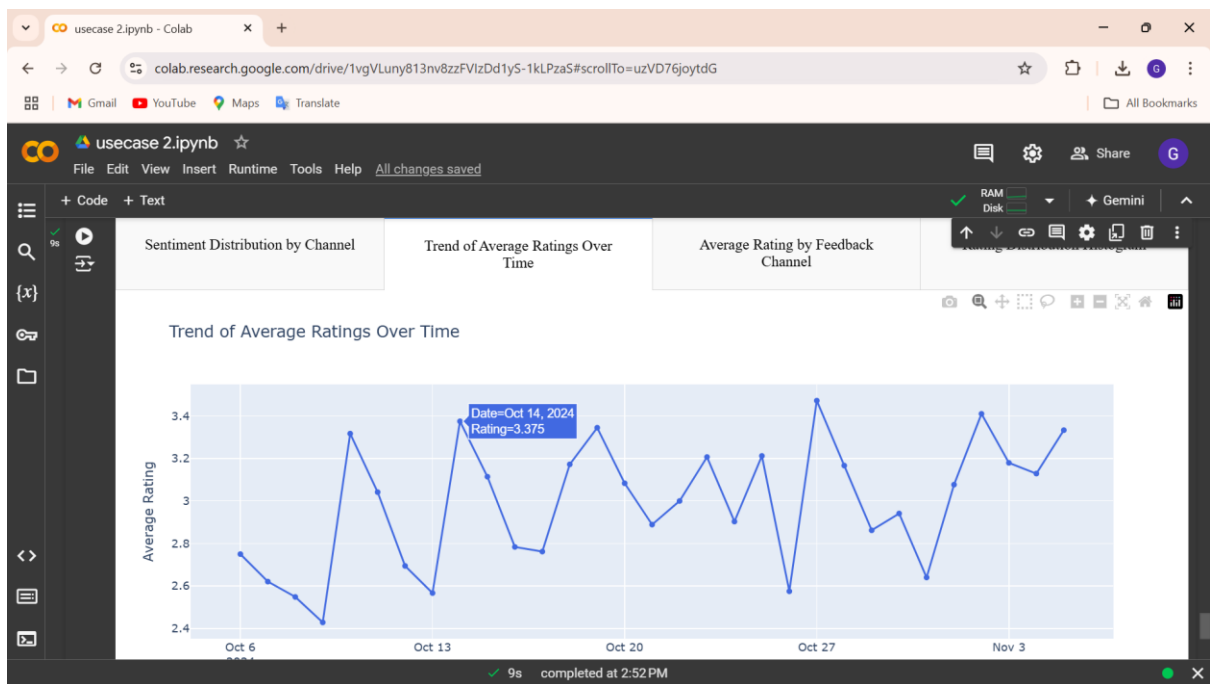 usecase 2.ipynb - Colab
colab.research.google.com/drive/1vgVLuny813nv8zzFVIzDd1yS-1kLPzaS#scrollTo=uzVD76joytdG
G
Gmail YouTube Maps Translate All Bookmarks
CO usecase 2.ipynb
File Edit View Insert Runtime Tools Help All changes saved
Share G
+ Code + Text
RAM
Disk
Gemini
9s
{x}
Sentiment Distribution by Channel
Trend of Average Ratings Over
Time
Average Rating by Feedback
Channel
Rating Distribution Histogram
Trend of Average Ratings Over Time
Date=Oct 14, 2024
Rating=3.375
Average Rating
3.4
3.2
3
2.8
2.6
2.4
Oct 6 Oct 13 Oct 20 Oct 27 Nov 3
2024
9s completed at 2:52 PM